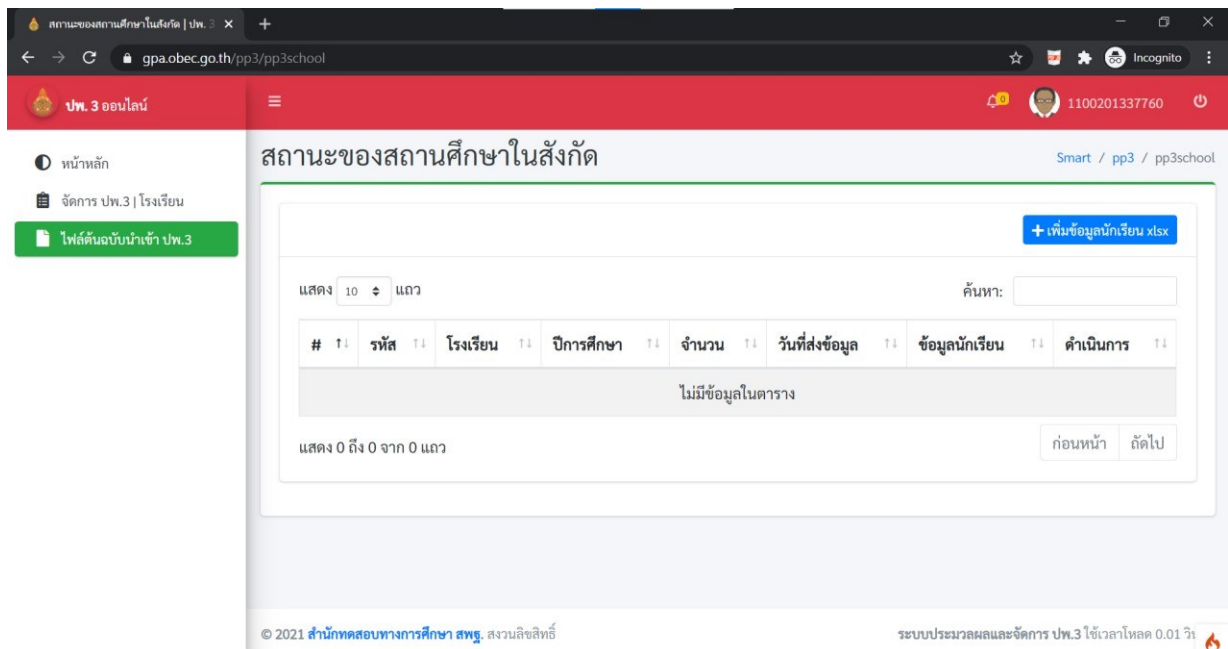 สถานะของสถานศึกษาในสังกัด | ปพ. 3
gpa.obec.go.th/pp3/pp3school
Incognito
ปพ. 3 ออนไลน์
0
1100201337760
หน้าหลัก
จัดการ ปพ.3 | โรงเรียน
ไฟล์ต้นฉบับนำเข้า ปพ.3
สถานะของสถานศึกษาในสังกัด
Smart / pp3 / pp3school
เพิ่มข้อมูลนักเรียน xlsx
แสดง 10 แถว
ค้นหา:
# รหัส โรงเรียน ปีการศึกษา จำนวน วันที่ส่งข้อมูล ข้อมูลนักเรียน ดำเนินการ
ไม่มีข้อมูลในตาราง
แสดง 0 ถึง 0 จาก 0 แถว
ก่อนหน้า ถัดไป
© 2021 สำนักทดสอบทางการศึกษา สพฐ. สงวนลิขสิทธิ์
ระบบประมวลผลและจัดการ ปพ.3 ใช้เวลาโหลด 0.01